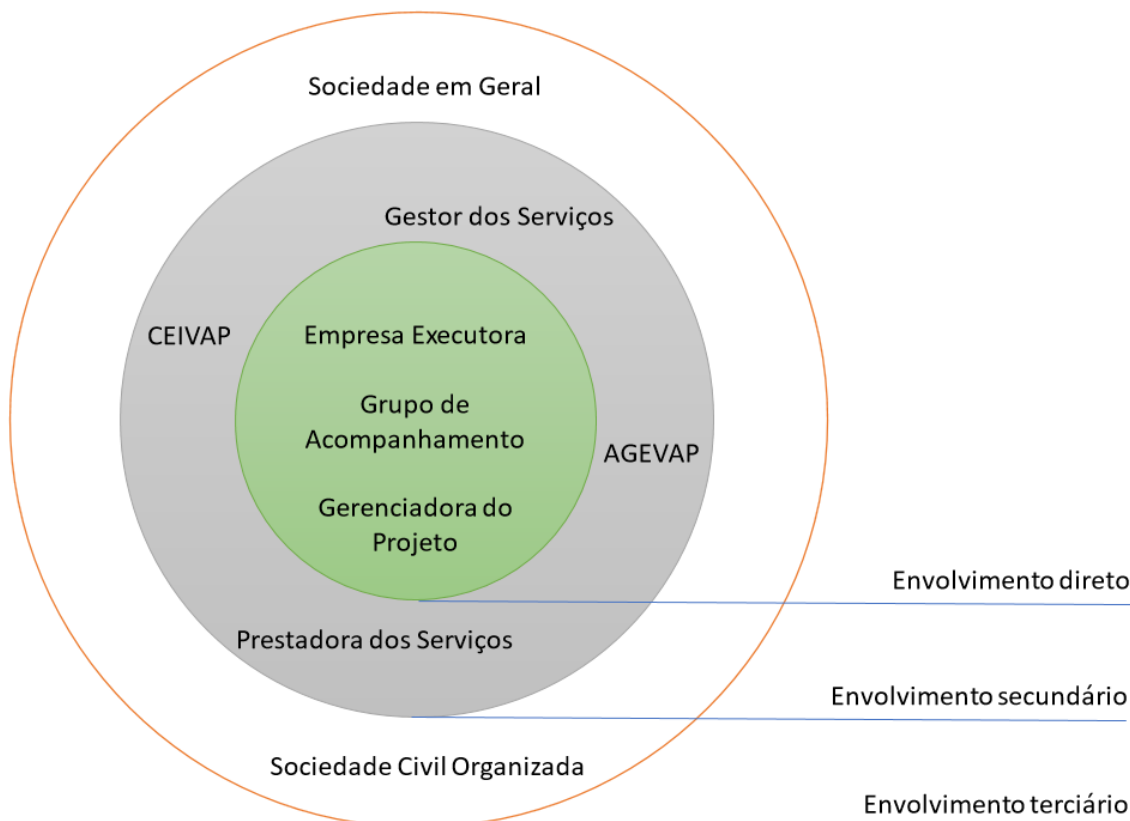 Sociedade em Geral
Gestor dos Serviços
CEIVAP
Empresa Executora
Grupo de
Acompanhamento
AGEVAP
Gerenciadora do
Projeto
Envolvimento direto
Prestadora dos Serviços
Envolvimento secundário
Sociedade Civil Organizada
Envolvimento terciário